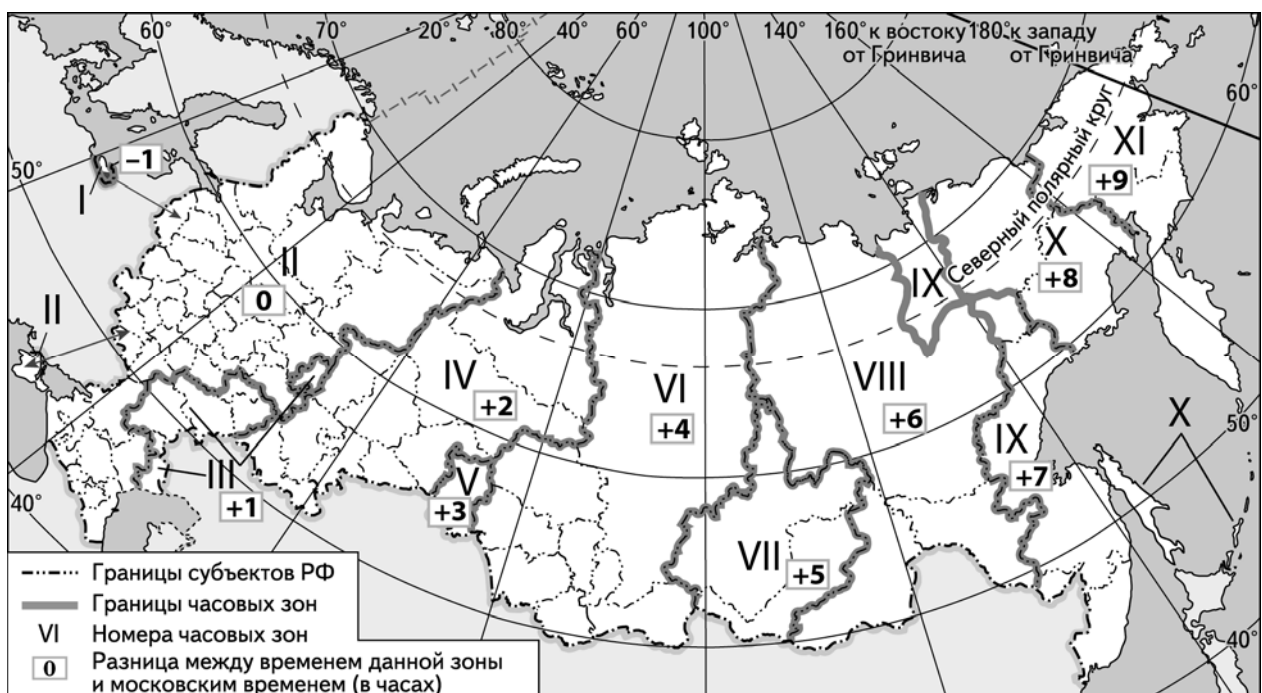 60°
70°
20°
60°
40°
100°
140°
160° к востоку
от Гринвича
180° к западу
от Гринвича
60°
50°
–1
I
II
0
II
III
+1
40°
IV
+2
V
+3
VI
+4
VII
+5
VIII
+6
IX
IX
+7
X
+8
XI
+9
Северный полярный круг
X
50°
40°
Границы субъектов РФ
Границы часовых зон
VI Номера часовых зон
0 Разница между временем данной зоны
и московским временем (в часах)